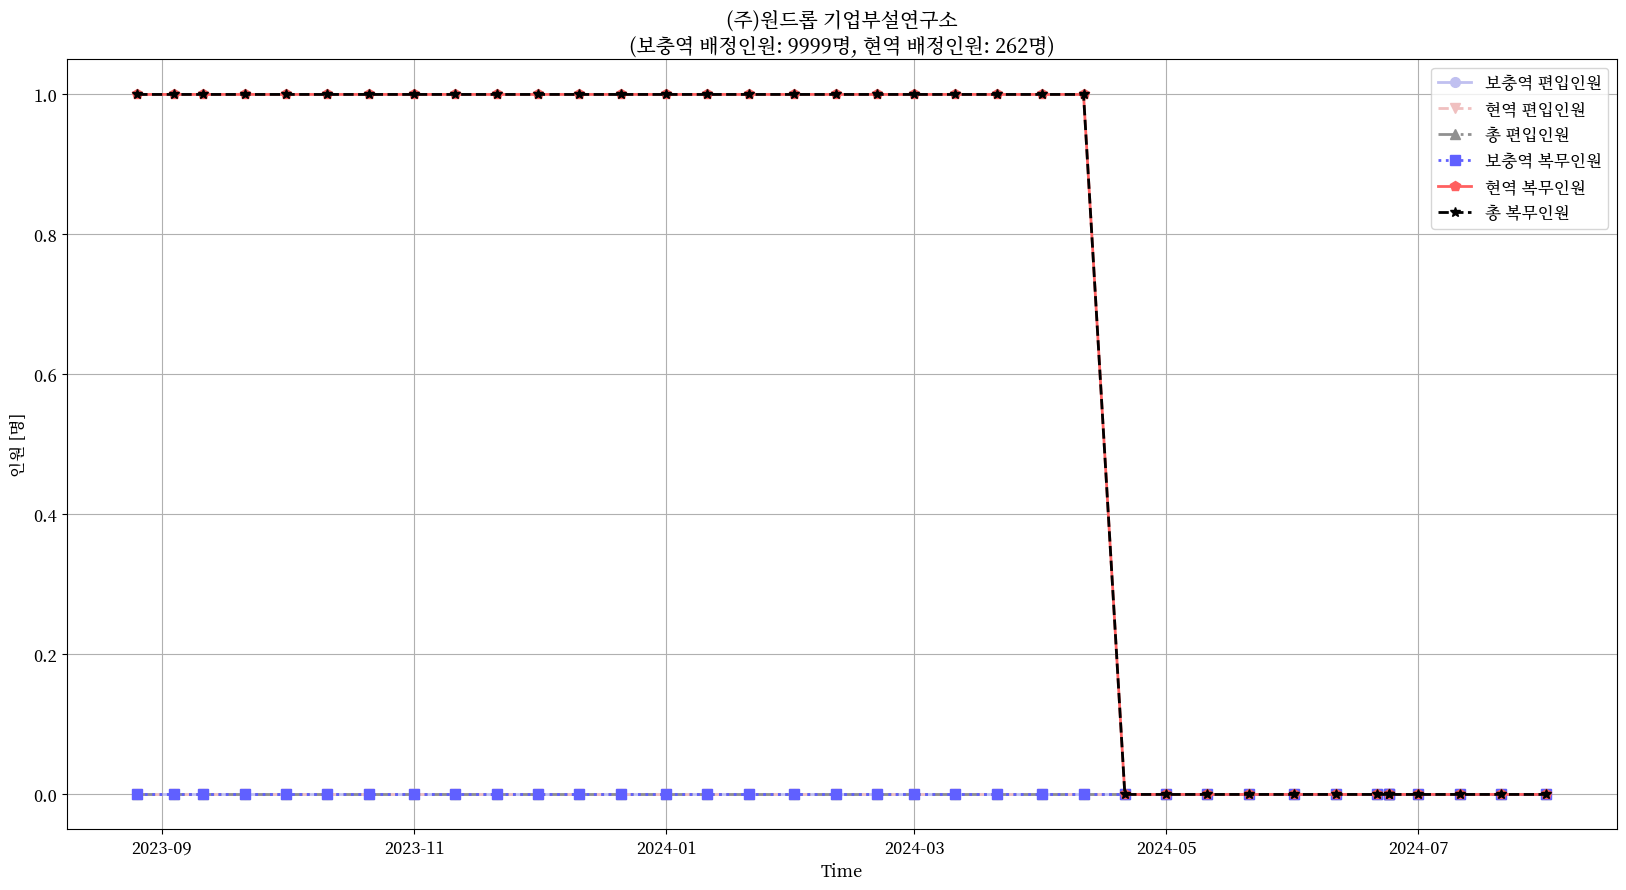 (주)원드롭 기업부설연구소
(보충역 배정인원: 9999명, 현역 배정인원: 262명)
보충역 편입인원
현역 편입인원
총 편입인원
보충역 복무인원
현역 복무인원
총 복무인원
인원 [명]
1.0
0.8
0.6
0.4
0.2
0.0
2023-09 2023-11 2024-01 2024-03 2024-05 2024-07
Time